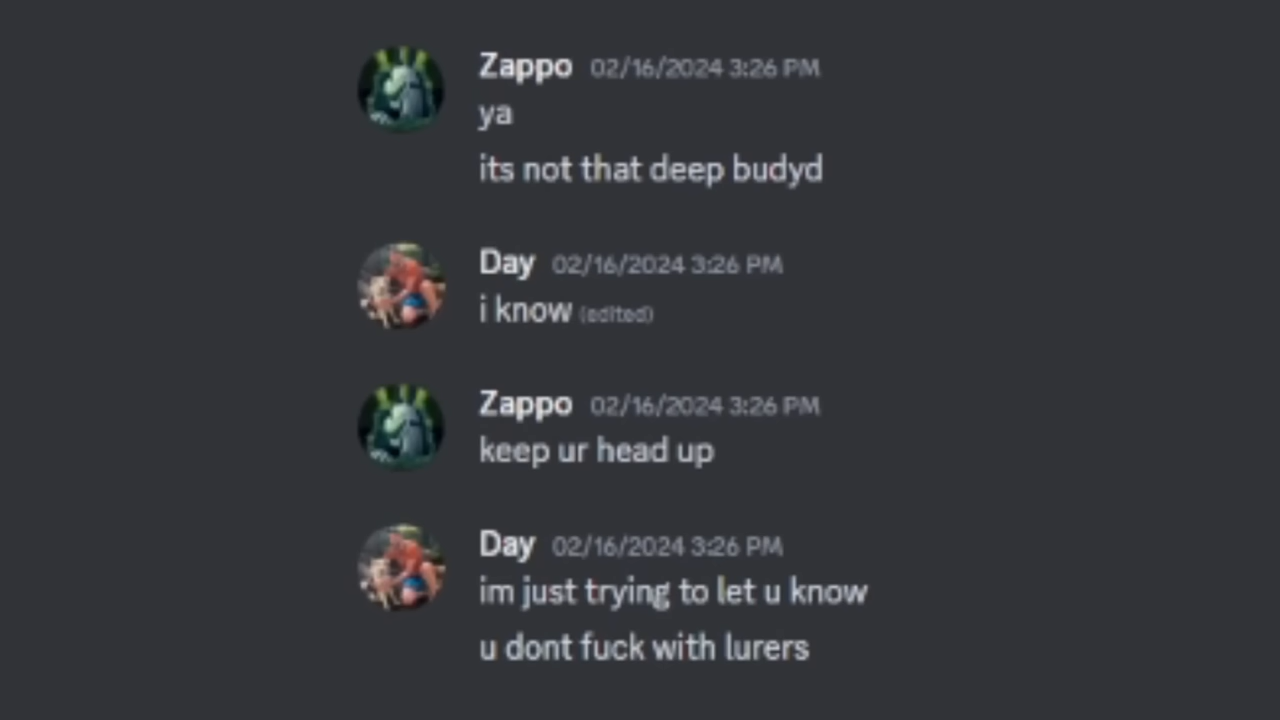 Zappo 02/16/2024 3:26 PM
ya
its not that deep budyd
Day 02/16/2024 3:26 PM
i know (edited)
Zappo 02/16/2024 3:26 PM
keep ur head up
Day 02/16/2024 3:26 PM
im just trying to let u know
u dont fuck with lurers